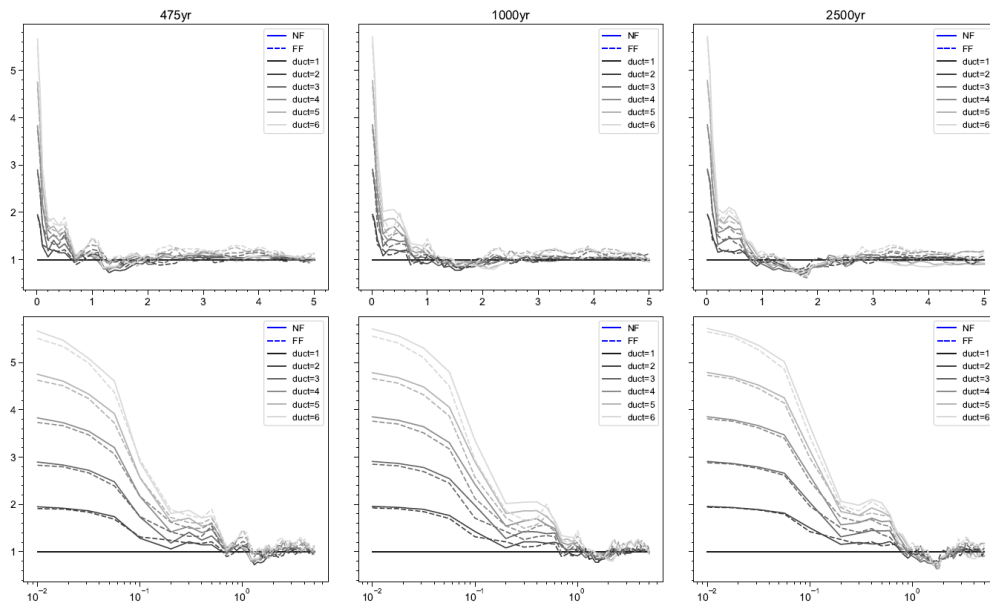 475yr
1000yr
2500yr
5
4
3
2
1
0 1 2 3 4 5
NF
FF
duct=1
duct=2
duct=3
duct=4
duct=5
duct=6
0 1 2 3 4 5
NF
FF
duct=1
duct=2
duct=3
duct=4
duct=5
duct=6
0 1 2 3 4 5
NF
FF
duct=1
duct=2
duct=3
duct=4
duct=5
duct=6
5
4
3
2
1
10⁻² 10⁻¹ 10⁰
NF
FF
duct=1
duct=2
duct=3
duct=4
duct=5
duct=6
10⁻² 10⁻¹ 10⁰
NF
FF
duct=1
duct=2
duct=3
duct=4
duct=5
duct=6
10⁻² 10⁻¹ 10⁰
NF
FF
duct=1
duct=2
duct=3
duct=4
duct=5
duct=6